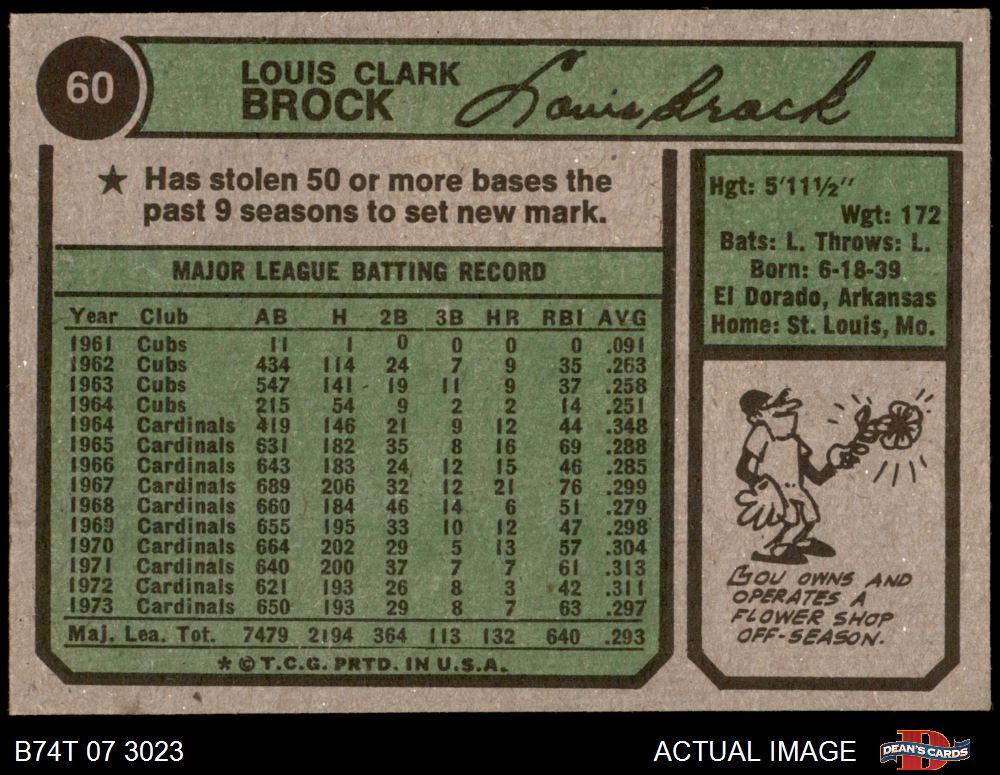 60
LOUIS CLARK
BROCK
Louis Brock
★ Has stolen 50 or more bases the
past 9 seasons to set new mark.
MAJOR LEAGUE BATTING RECORD
Year Club AB H 2B 3B HR RBI AVG
1961 Cubs 11 1 0 0 0 0 .091
1962 Cubs 434 114 24 7 9 35 .263
1963 Cubs 547 141 19 11 9 37 .258
1964 Cubs 215 54 9 2 2 14 .251
1964 Cardinals 419 146 21 9 12 44 .348
1965 Cardinals 631 182 35 8 16 69 .288
1966 Cardinals 643 183 24 12 15 46 .285
1967 Cardinals 689 206 32 12 21 76 .299
1968 Cardinals 660 184 46 14 6 51 .279
1969 Cardinals 655 195 33 10 12 47 .298
1970 Cardinals 664 202 29 5 13 57 .304
1971 Cardinals 640 200 37 7 7 61 .313
1972 Cardinals 621 193 26 8 3 42 .311
1973 Cardinals 650 193 29 8 7 63 .297
Maj. Lea. Tot. 7479 2194 364 113 132 640 .293
* © T.C.G. PRTD. IN U.S.A.
Hgt: 5'11½"
Wgt: 172
Bats: L. Throws: L.
Born: 6-18-39
El Dorado, Arkansas
Home: St. Louis, Mo.
LOU OWNS AND
OPERATES A
FLOWER SHOP
OFF-SEASON.
B74T 07 3023
ACTUAL IMAGE
DEAN'S CARDS